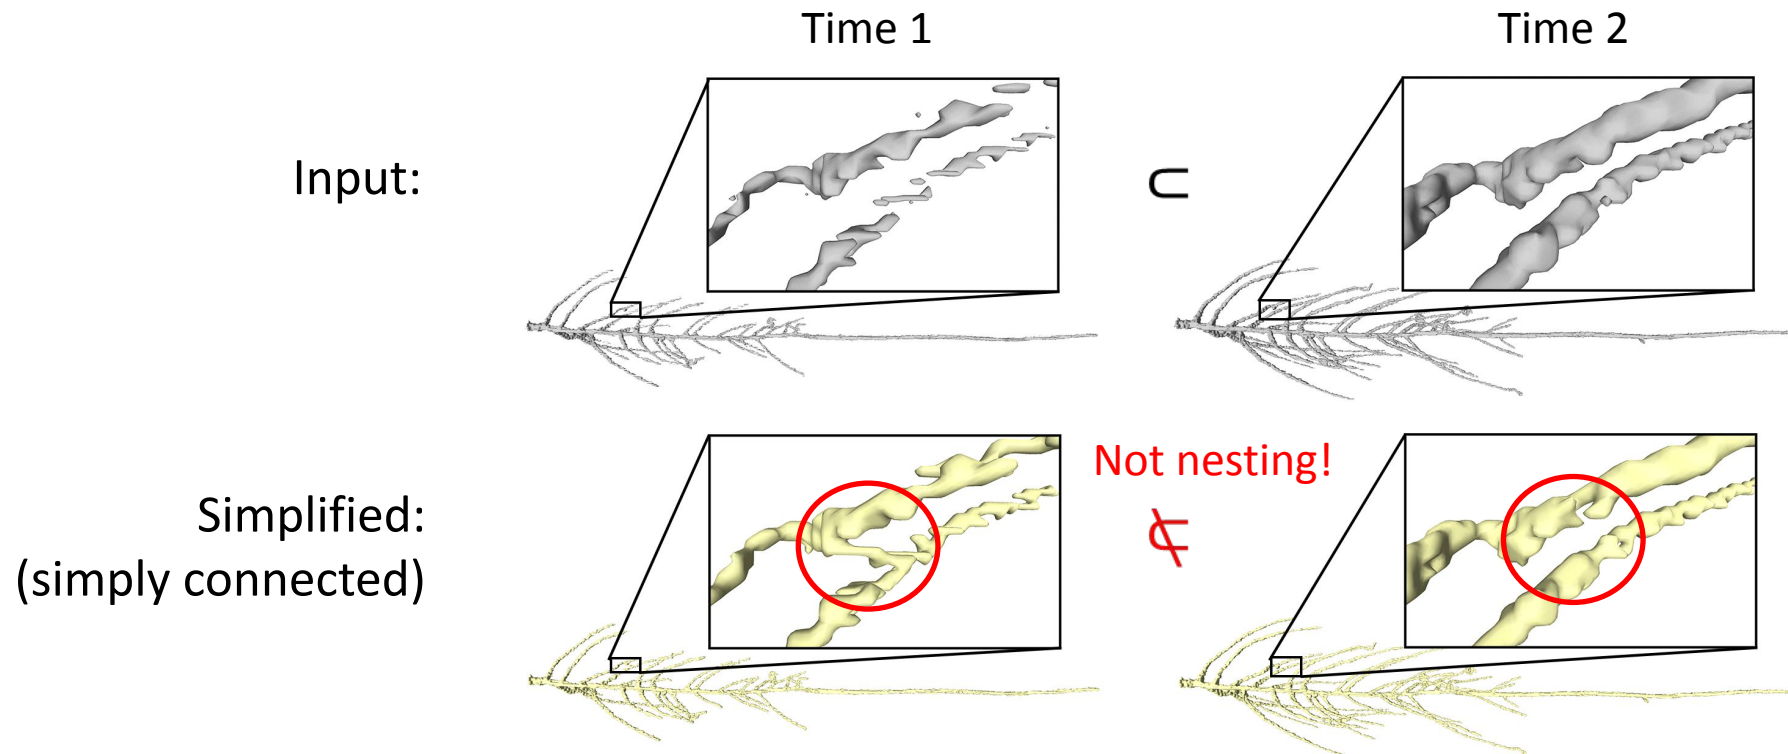 Time 1
Time 2
Input:
⊂
Not nesting!
Simplified:
(simply connected)
⊄